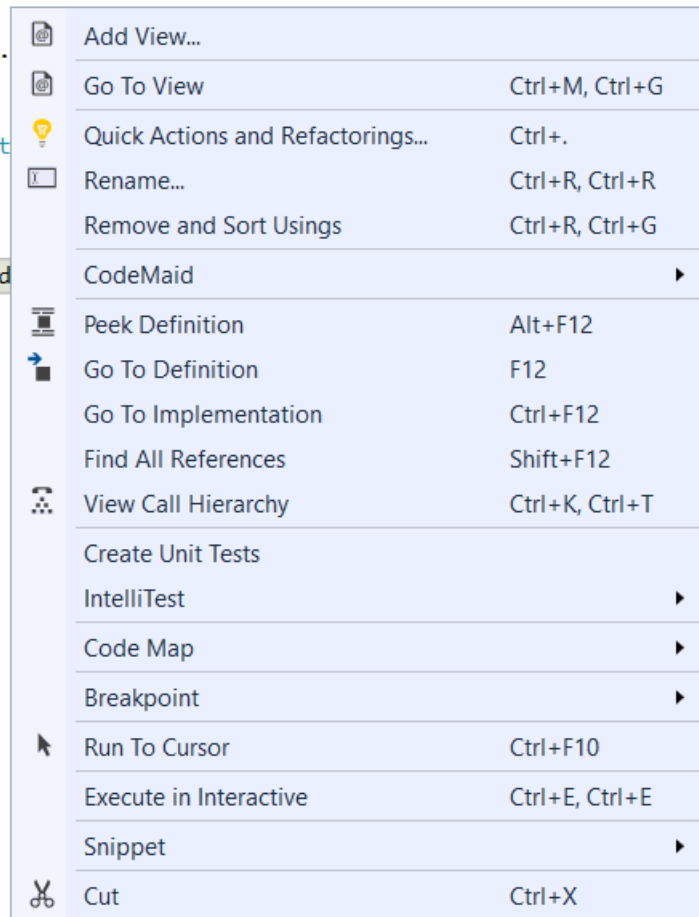 Add View...
Go To View Ctrl+M, Ctrl+G
Quick Actions and Refactorings... Ctrl+.
Rename... Ctrl+R, Ctrl+R
Remove and Sort Usings Ctrl+R, Ctrl+G
CodeMaid
Peek Definition Alt+F12
Go To Definition F12
Go To Implementation Ctrl+F12
Find All References Shift+F12
View Call Hierarchy Ctrl+K, Ctrl+T
Create Unit Tests
IntelliTest
Code Map
Breakpoint
Run To Cursor Ctrl+F10
Execute in Interactive Ctrl+E, Ctrl+E
Snippet
Cut Ctrl+X